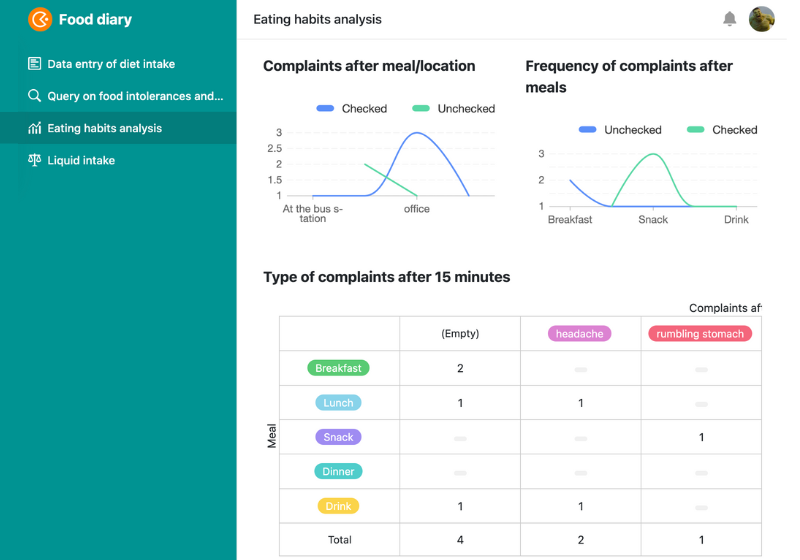 Food diary
Data entry of diet intake
Query on food intolerances and...
Eating habits analysis
Liquid intake
Eating habits analysis
Complaints after meal/location
Checked Unchecked
3
2.5
2
1.5
1
At the bus s-
tation
office
Frequency of complaints after
meals
Unchecked Checked
3
2
1
Breakfast Snack Drink
Type of complaints after 15 minutes
Complaints af
(Empty) headache rumbling stomach
Meal
Breakfast 2 – –
Lunch 1 1 –
Snack – – 1
Dinner – – –
Drink 1 1 –
Total 4 2 1